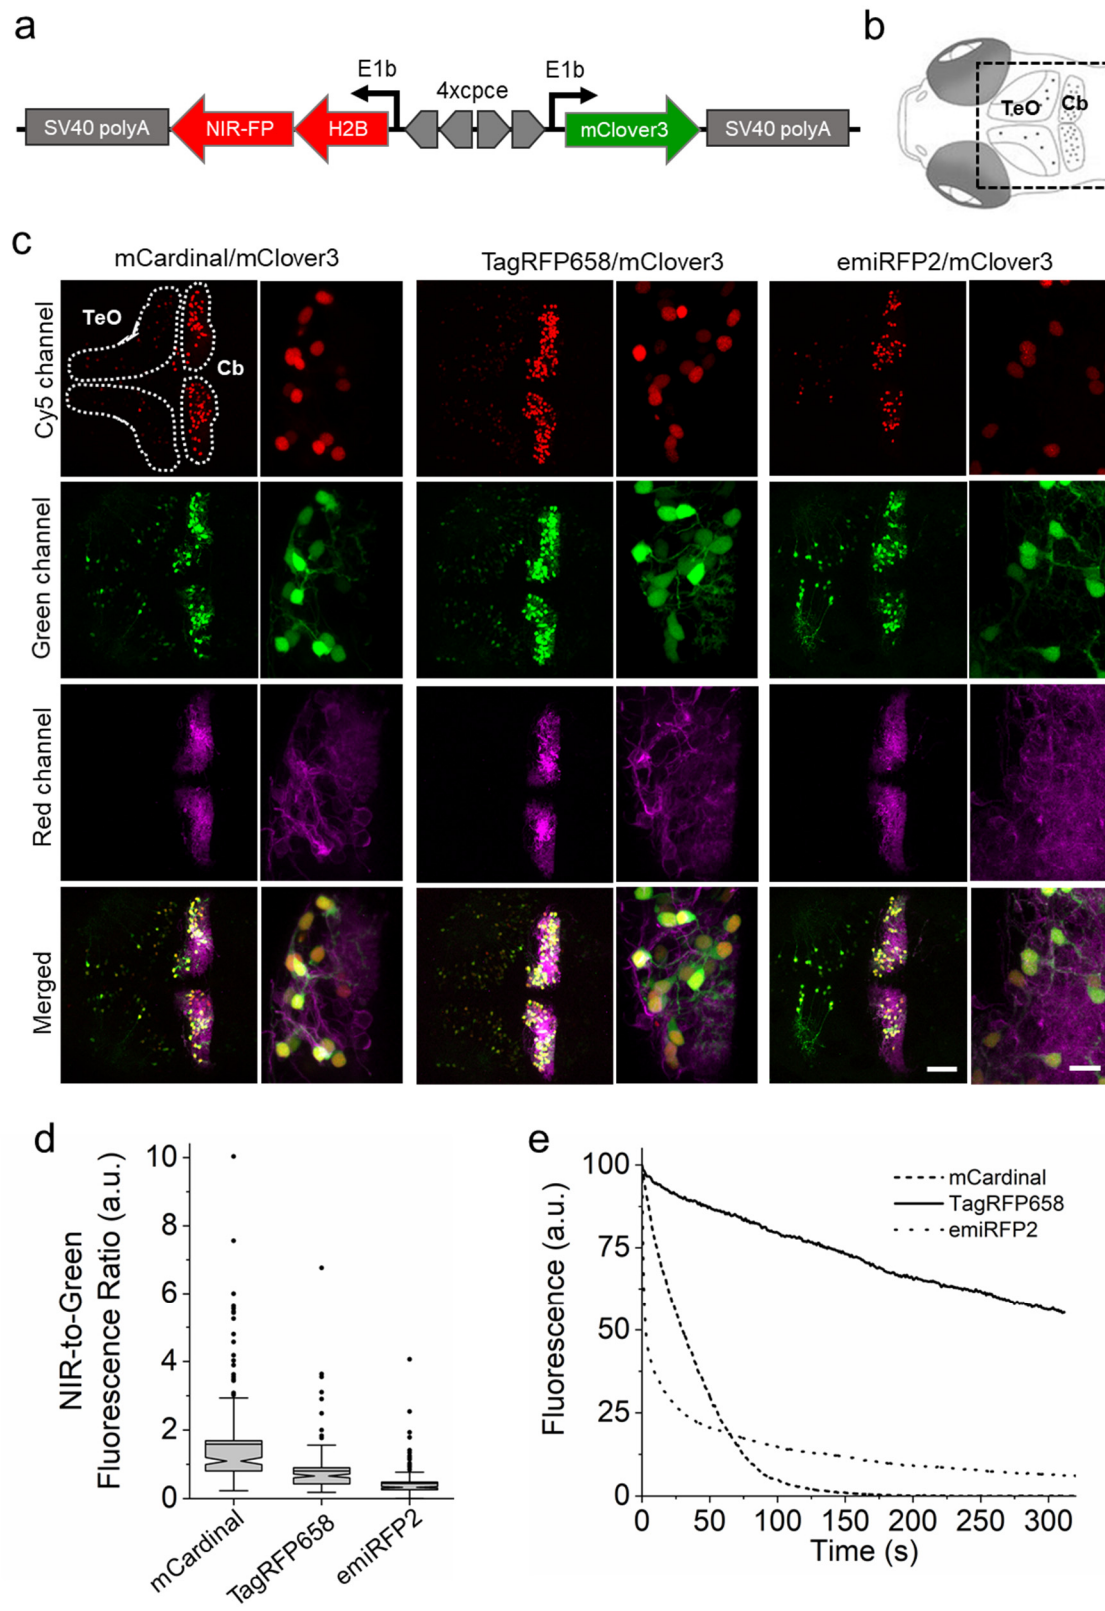 a
b
E1b
4xcpce
E1b
SV40 polyA
NIR-FP
H2B
mClover3
SV40 polyA
TeO
Cb
c
mCardinal/mClover3
TagRFP658/mClover3
emiRFP2/mClover3
Cy5 channel
TeO
Cb
Green channel
Red channel
Merged
d
NIR-to-Green
Fluorescence Ratio (a.u.)
10
8
6
4
2
0
mCardinal
TagRFP658
emiRFP2
e
Fluorescence (a.u.)
100
75
50
25
0
mCardinal
TagRFP658
emiRFP2
0 50 100 150 200 250 300
Time (s)